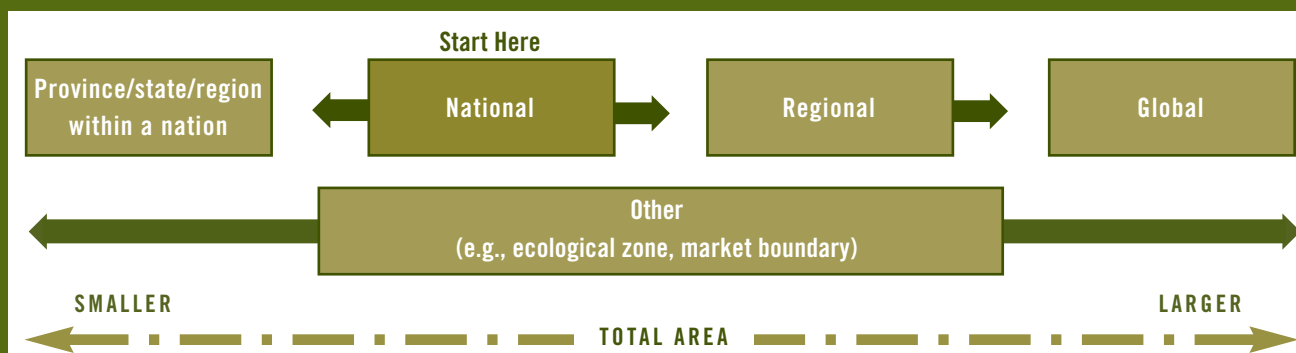 Start Here
Province/state/region
within a nation
National
Regional
Global
Other
(e.g., ecological zone, market boundary)
SMALLER
LARGER
TOTAL AREA